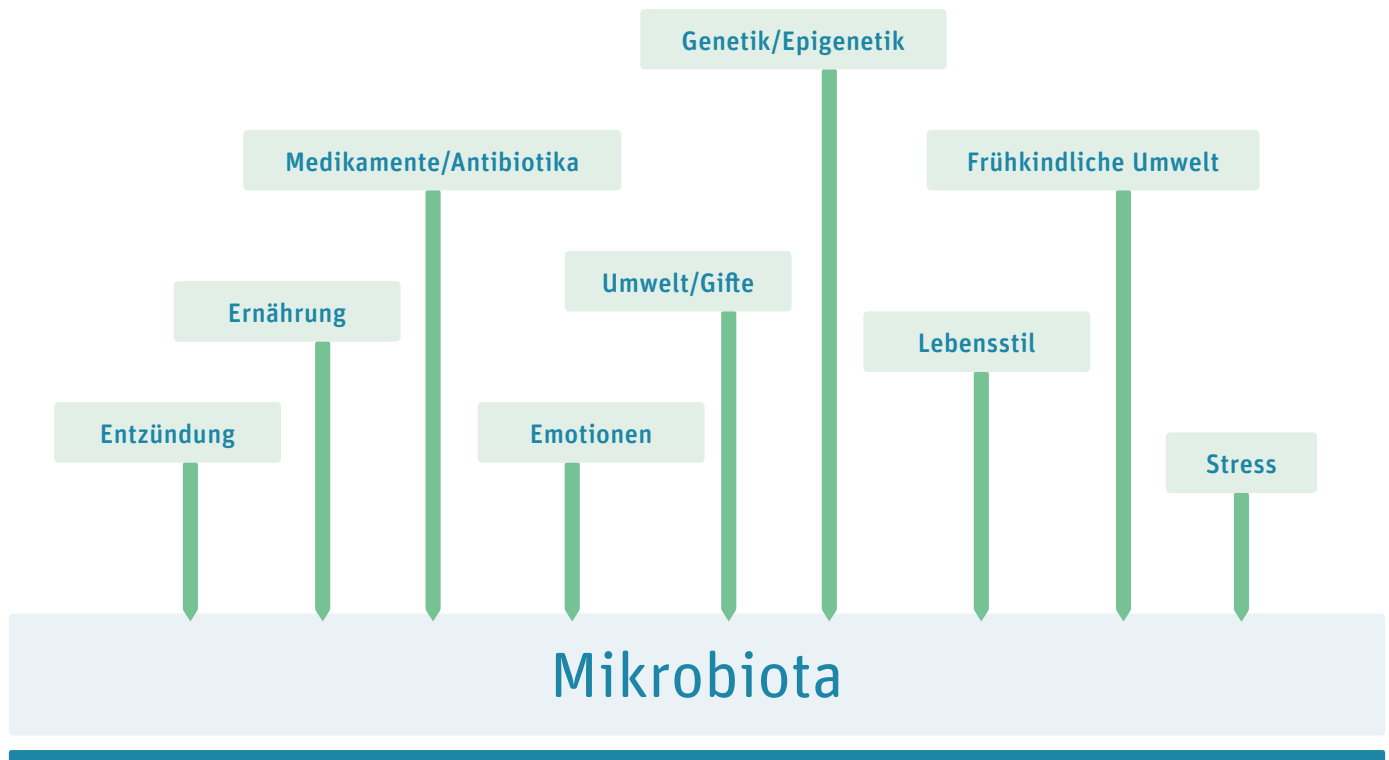 Genetik/Epigenetik
Medikamente/Antibiotika
Frühkindliche Umwelt
Umwelt/Gifte
Ernährung
Lebensstil
Entzündung
Emotionen
Stress
Mikrobiota